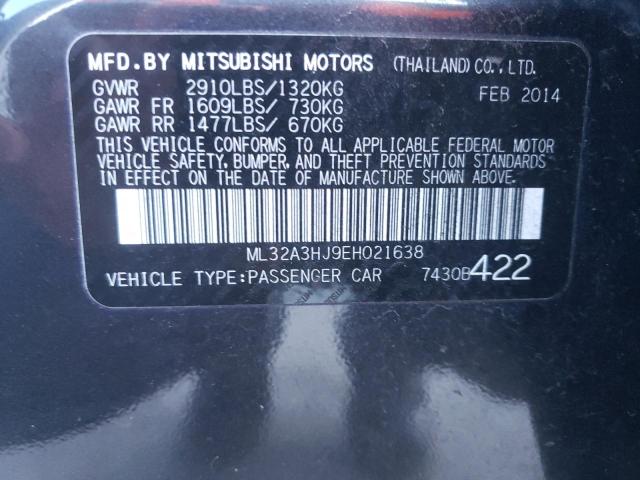 MFD.BY MITSUBISHI MOTORS (THAILAND) CO., LTD.
GVWR 2910LBS/1320KG FEB 2014
GAWR FR 1609LBS/ 730KG
GAWR RR 1477LBS/ 670KG
THIS VEHICLE CONFORMS TO ALL APPLICABLE FEDERAL MOTOR
VEHICLE SAFETY, BUMPER, AND THEFT PREVENTION STANDARDS
IN EFFECT ON THE DATE OF MANUFACTURE SHOWN ABOVE.
ML32A3HJ9EH021638
VEHICLE TYPE:PASSENGER CAR 7430B422